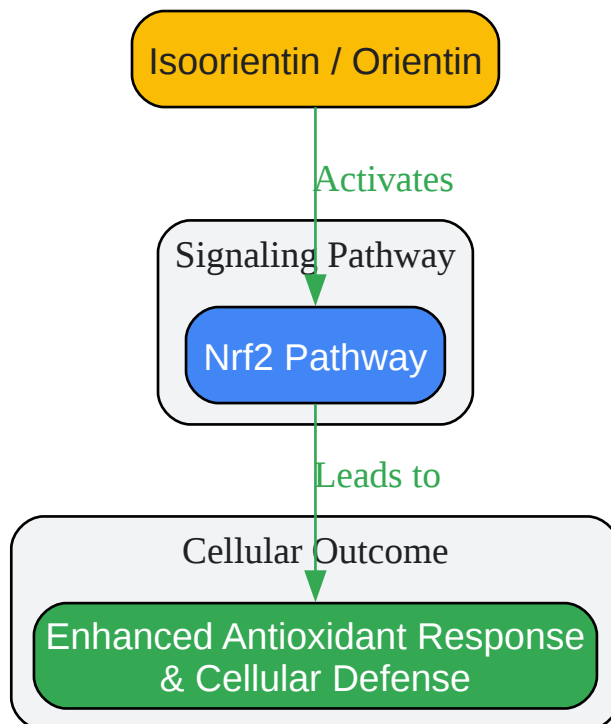 Isoorientin / Orientin
Activates
Signaling Pathway
Nrf2 Pathway
Leads to
Cellular Outcome
Enhanced Antioxidant Response
& Cellular Defense